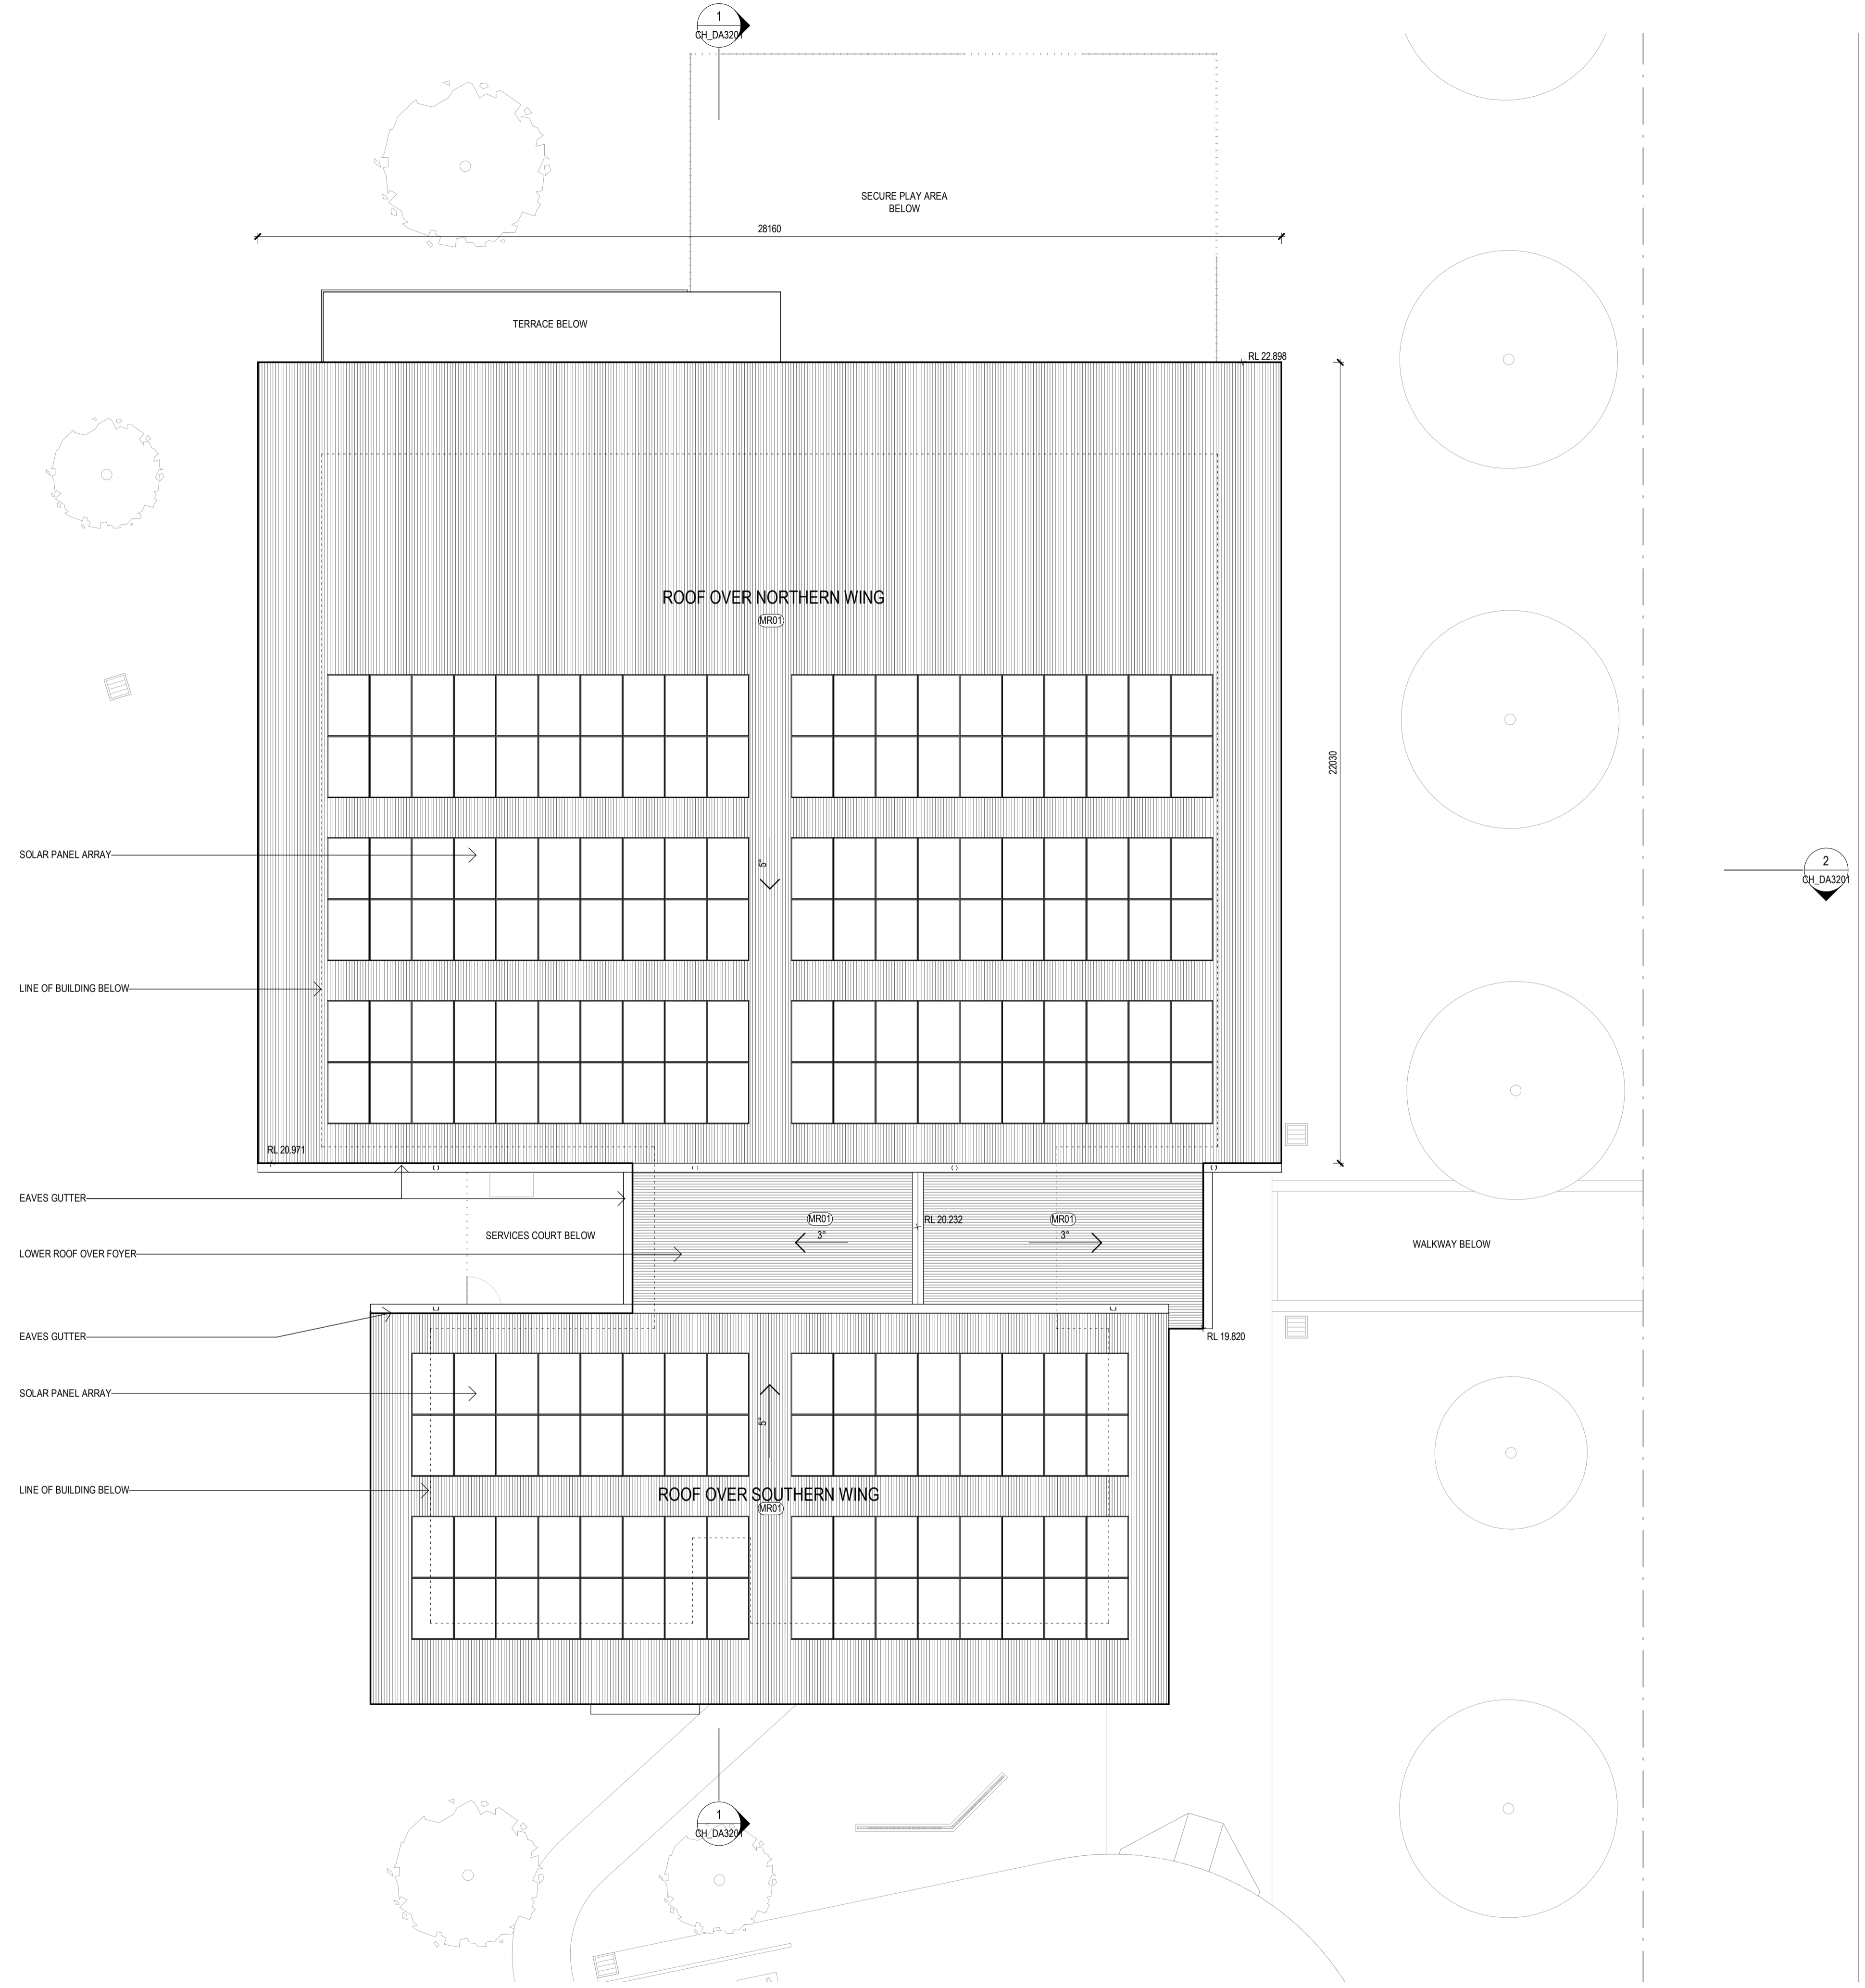 1
CH_DA3201
SECURE PLAY AREA
BELOW
28160
TERRACE BELOW
RL 22.898
ROOF OVER NORTHERN WING
MR01
22030
SOLAR PANEL ARRAY
5°
2
CH_DA3201
LINE OF BUILDING BELOW
RL 20.971
EAVES GUTTER
SERVICES COURT BELOW
MR01
3°
RL 20.232
MR01
3°
WALKWAY BELOW
LOWER ROOF OVER FOYER
EAVES GUTTER
RL 19.820
SOLAR PANEL ARRAY
5°
LINE OF BUILDING BELOW
ROOF OVER SOUTHERN WING
MR01
1
CH_DA3201